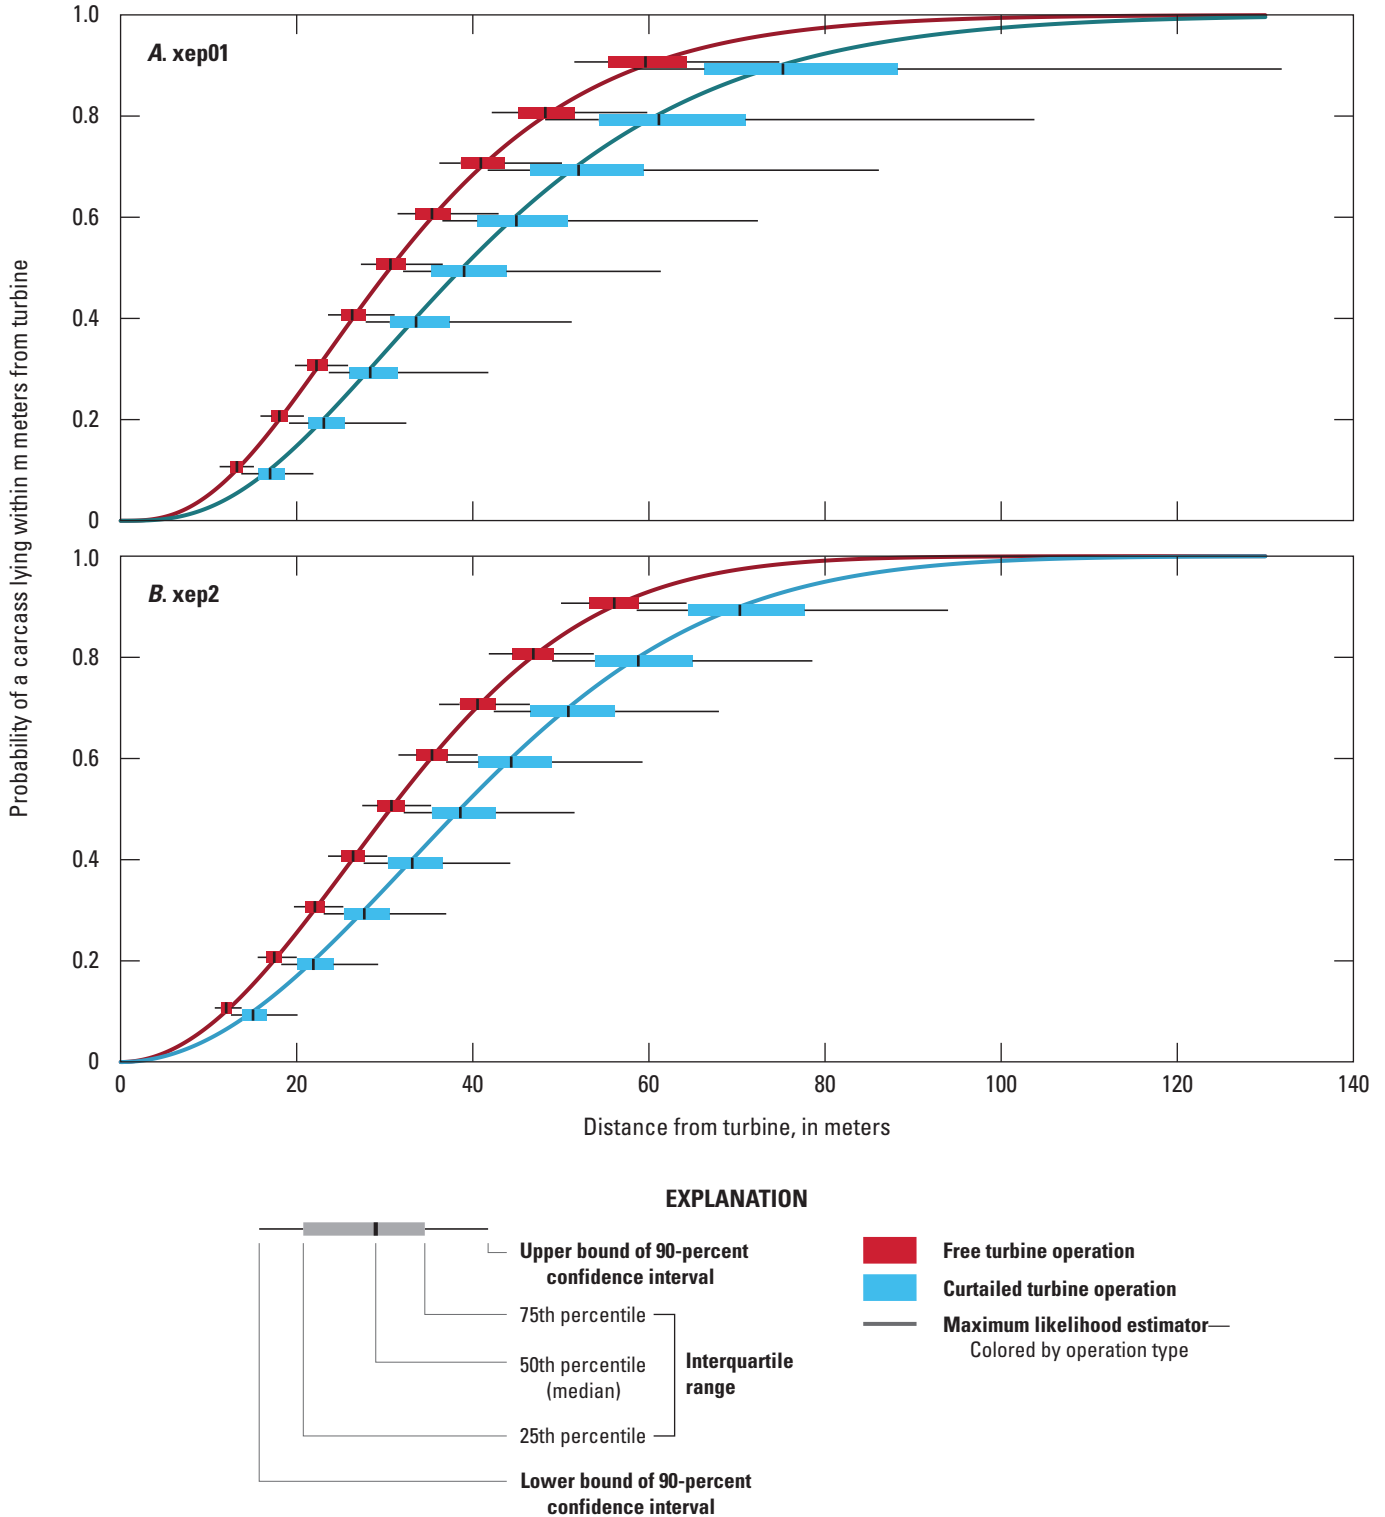 Probability of a carcass lying within m meters from turbine
A. xep01
1.0
0.8
0.6
0.4
0.2
0
B. xep2
1.0
0.8
0.6
0.4
0.2
0
0 20 40 60 80 100 120 140
Distance from turbine, in meters
EXPLANATION
Upper bound of 90-percent
confidence interval
75th percentile
50th percentile
(median)
Interquartile
range
25th percentile
Lower bound of 90-percent
confidence interval
Free turbine operation
Curtailed turbine operation
Maximum likelihood estimator—
Colored by operation type